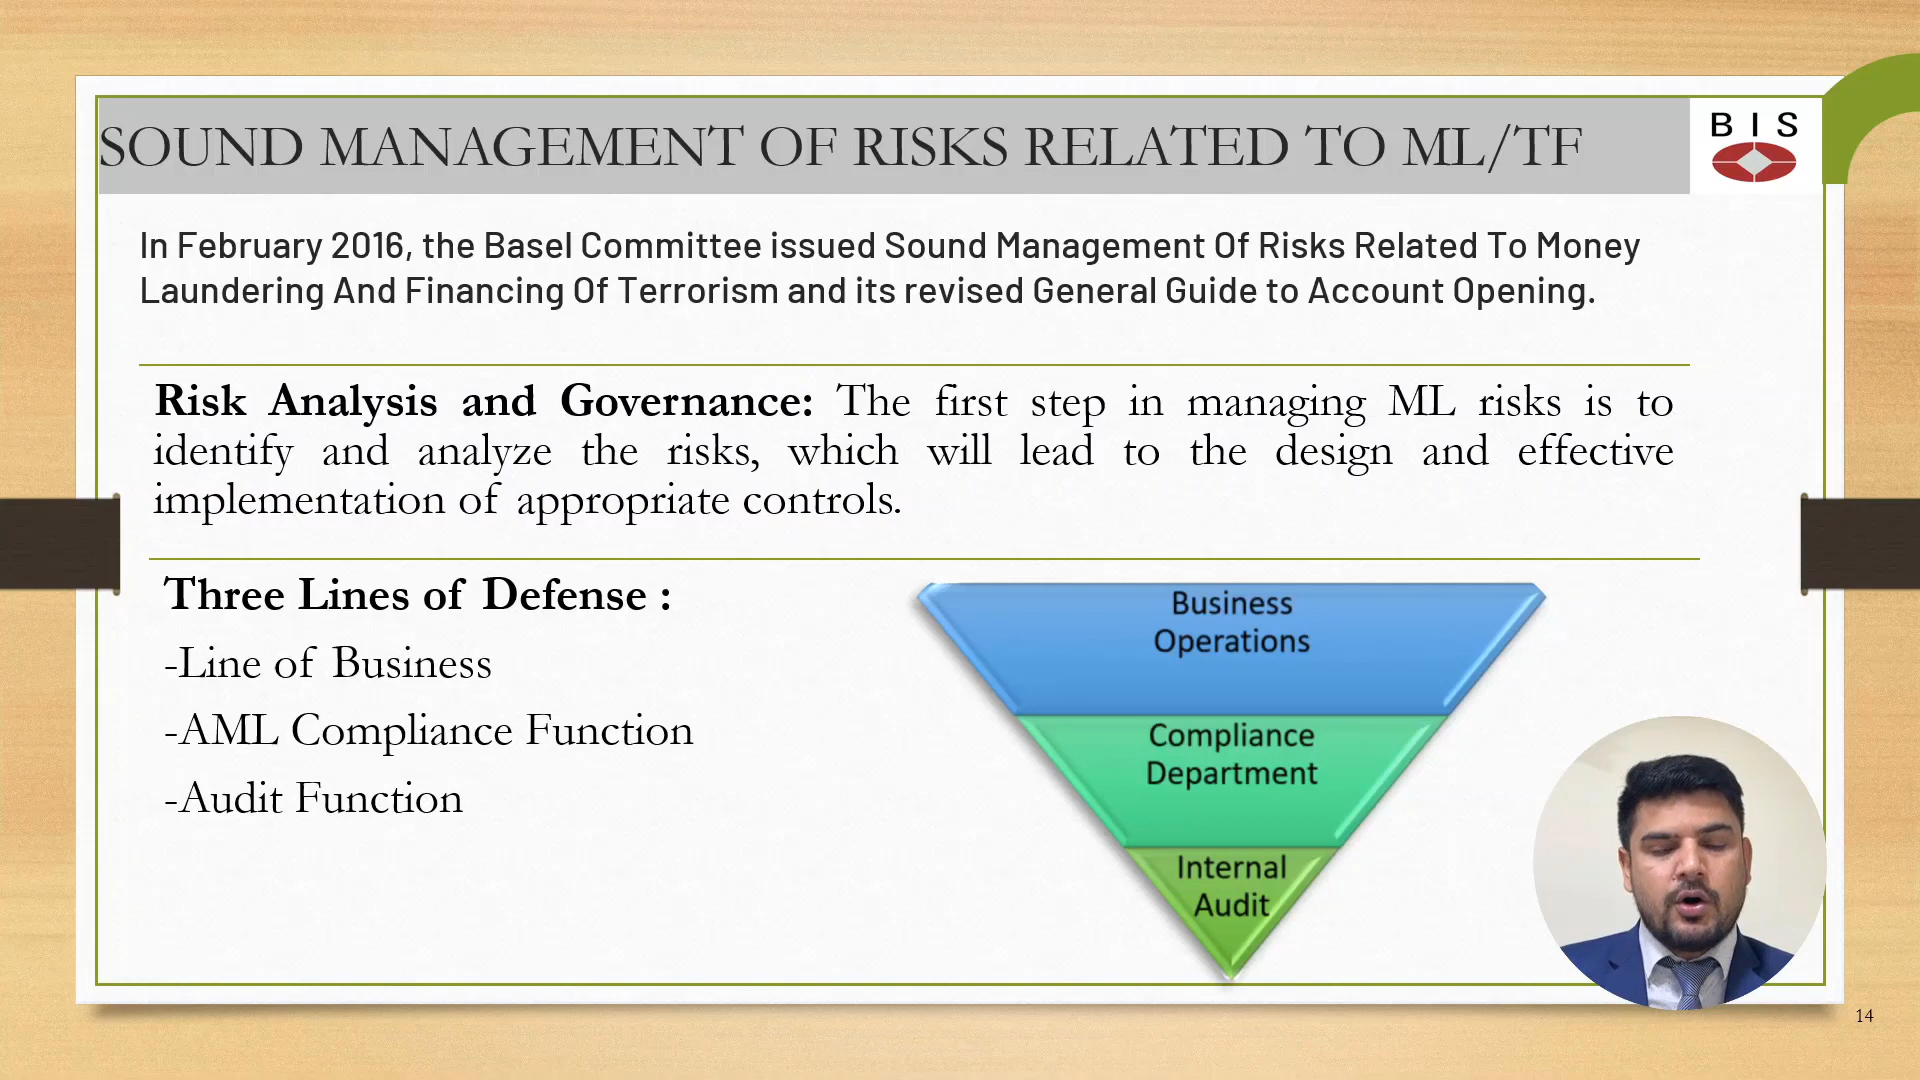 SOUND MANAGEMENT OF RISKS RELATED TO ML/TF
BIS
In February 2016, the Basel Committee issued Sound Management Of Risks Related To Money
Laundering And Financing Of Terrorism and its revised General Guide to Account Opening.
Risk Analysis and Governance: The first step in managing ML risks is to
identify and analyze the risks, which will lead to the design and effective
implementation of appropriate controls.
Three Lines of Defense :
-Line of Business
-AML Compliance Function
-Audit Function
Business
Operations
Compliance
Department
Internal
Audit
14